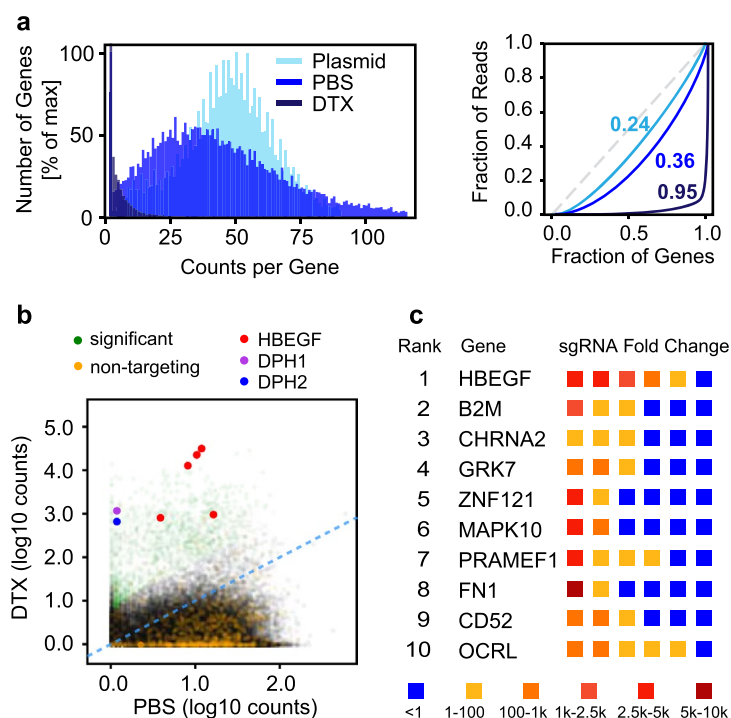 a
Number of Genes
[% of max]
100
50
0
Plasmid
PBS
DTX
0 25 50 75 100
Counts per Gene
Fraction of Reads
1.0
0.8
0.6
0.4
0.2
0.0
0.24
0.36
0.95
0.0 0.5 1.0
Fraction of Genes
b
significant
non-targeting
HBEGF
DPH1
DPH2
DTX (log10 counts)
5.0
4.0
3.0
2.0
1.0
0.0
0.0 1.0 2.0
PBS (log10 counts)
c
Rank Gene sgRNA Fold Change
1 HBEGF
2 B2M
3 CHRNA2
4 GRK7
5 ZNF121
6 MAPK10
7 PRAMEF1
8 FN1
9 CD52
10 OCRL
<1 1-100 100-1k 1k-2.5k 2.5k-5k 5k-10k